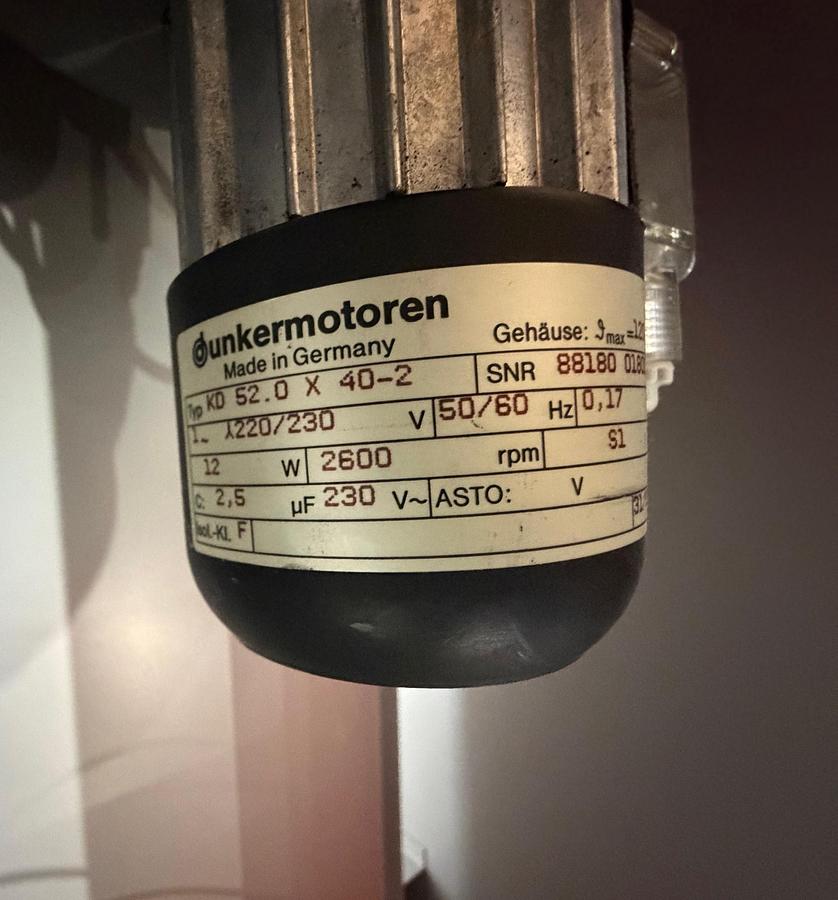 dunkermotoren
Made in Germany
Gehäuse: ϑmax=
Typ KD 52.0 X 40-2 SNR 88180
1~ ⅄220/230 V 50/60 Hz 0,17
12 W 2600 rpm S1
C: 2,5 µF 230 V~ ASTO: V
Isol.-Kl. F